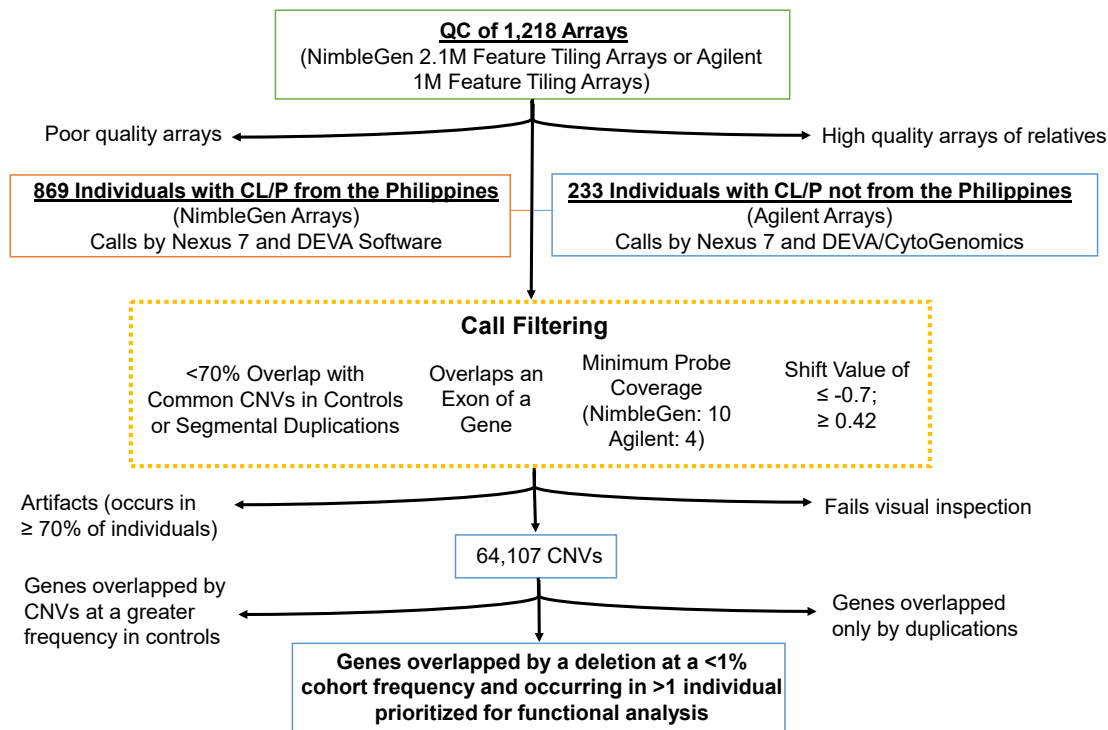 QC of 1,218 Arrays
(NimbleGen 2.1M Feature Tiling Arrays or Agilent
1M Feature Tiling Arrays)
Poor quality arrays
High quality arrays of relatives
869 Individuals with CL/P from the Philippines
(NimbleGen Arrays)
Calls by Nexus 7 and DEVA Software
233 Individuals with CL/P not from the Philippines
(Agilent Arrays)
Calls by Nexus 7 and DEVA/CytoGenomics
Call Filtering
<70% Overlap with
Common CNVs in Controls
or Segmental Duplications
Overlaps an
Exon of a
Gene
Minimum Probe
Coverage
(NimbleGen: 10
Agilent: 4)
Shift Value of
≤ -0.7;
≥ 0.42
Artifacts (occurs in
≥ 70% of individuals)
Fails visual inspection
64,107 CNVs
Genes overlapped by
CNVs at a greater
frequency in controls
Genes overlapped
only by duplications
Genes overlapped by a deletion at a <1%
cohort frequency and occurring in >1 individual
prioritized for functional analysis